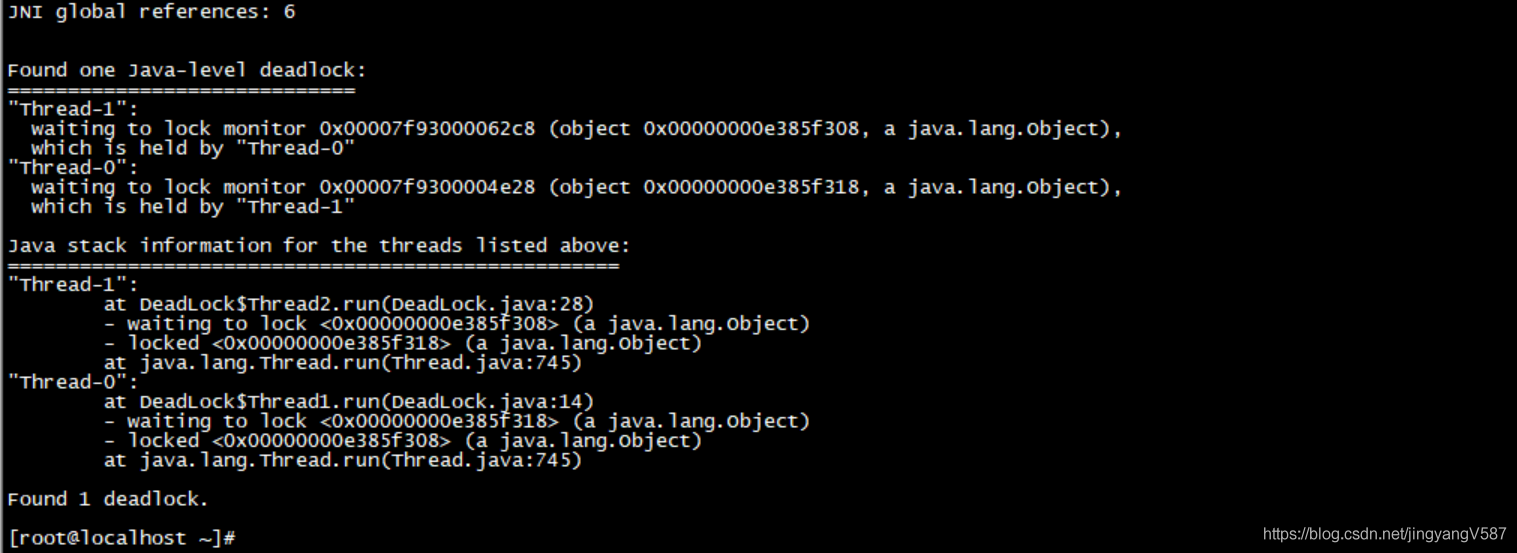 JNI global references: 6
Found one Java-level deadlock:
=============================
"Thread-1":
  waiting to lock monitor 0x00007f93000062c8 (object 0x00000000e385f308, a java.lang.Object),
  which is held by "Thread-0"
"Thread-0":
  waiting to lock monitor 0x00007f9300004e28 (object 0x00000000e385f318, a java.lang.Object),
  which is held by "Thread-1"
Java stack information for the threads listed above:
===================================================
"Thread-1":
        at DeadLock$Thread2.run(DeadLock.java:28)
        - waiting to lock <0x00000000e385f308> (a java.lang.Object)
        - locked <0x00000000e385f318> (a java.lang.Object)
        at java.lang.Thread.run(Thread.java:745)
"Thread-0":
        at DeadLock$Thread1.run(DeadLock.java:14)
        - waiting to lock <0x00000000e385f318> (a java.lang.Object)
        - locked <0x00000000e385f308> (a java.lang.Object)
        at java.lang.Thread.run(Thread.java:745)
Found 1 deadlock.
[root@localhost ~]#
https://blog.csdn.net/jingyangV587